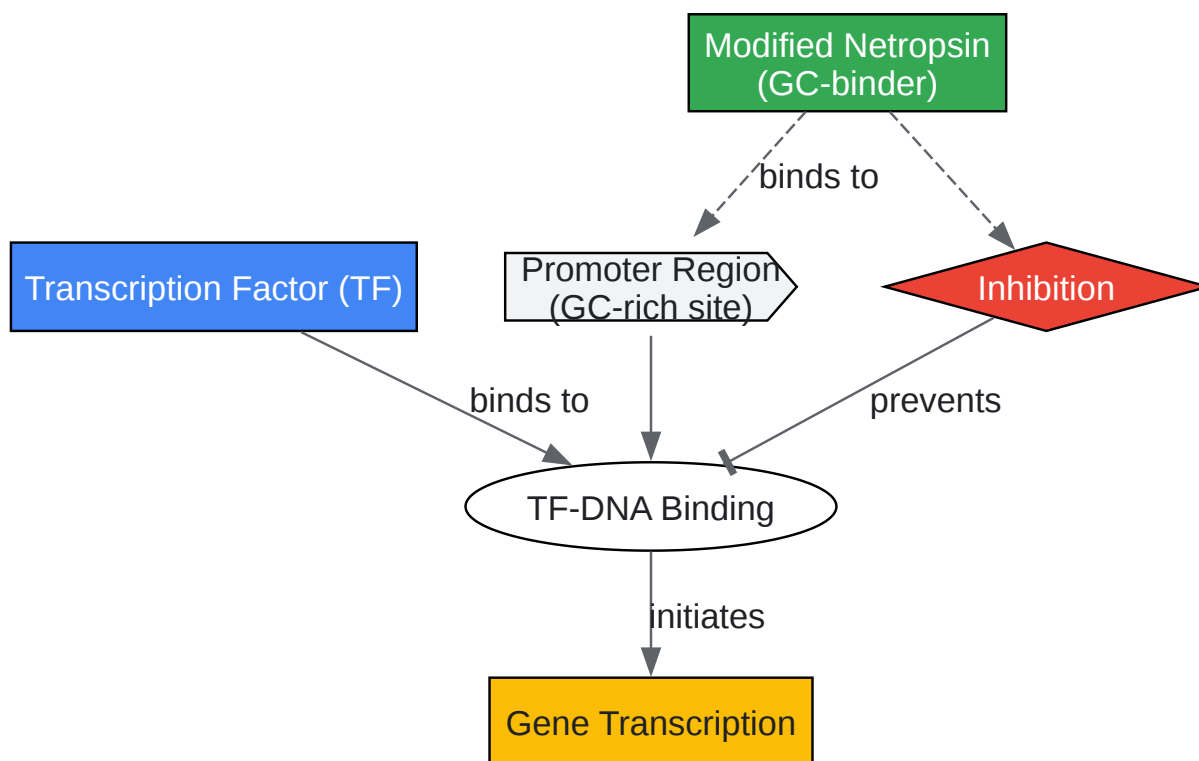 Modified Netropsin
(GC-binder)
binds to
Transcription Factor (TF)
Promoter Region
(GC-rich site)
Inhibition
binds to
prevents
TF-DNA Binding
initiates
Gene Transcription